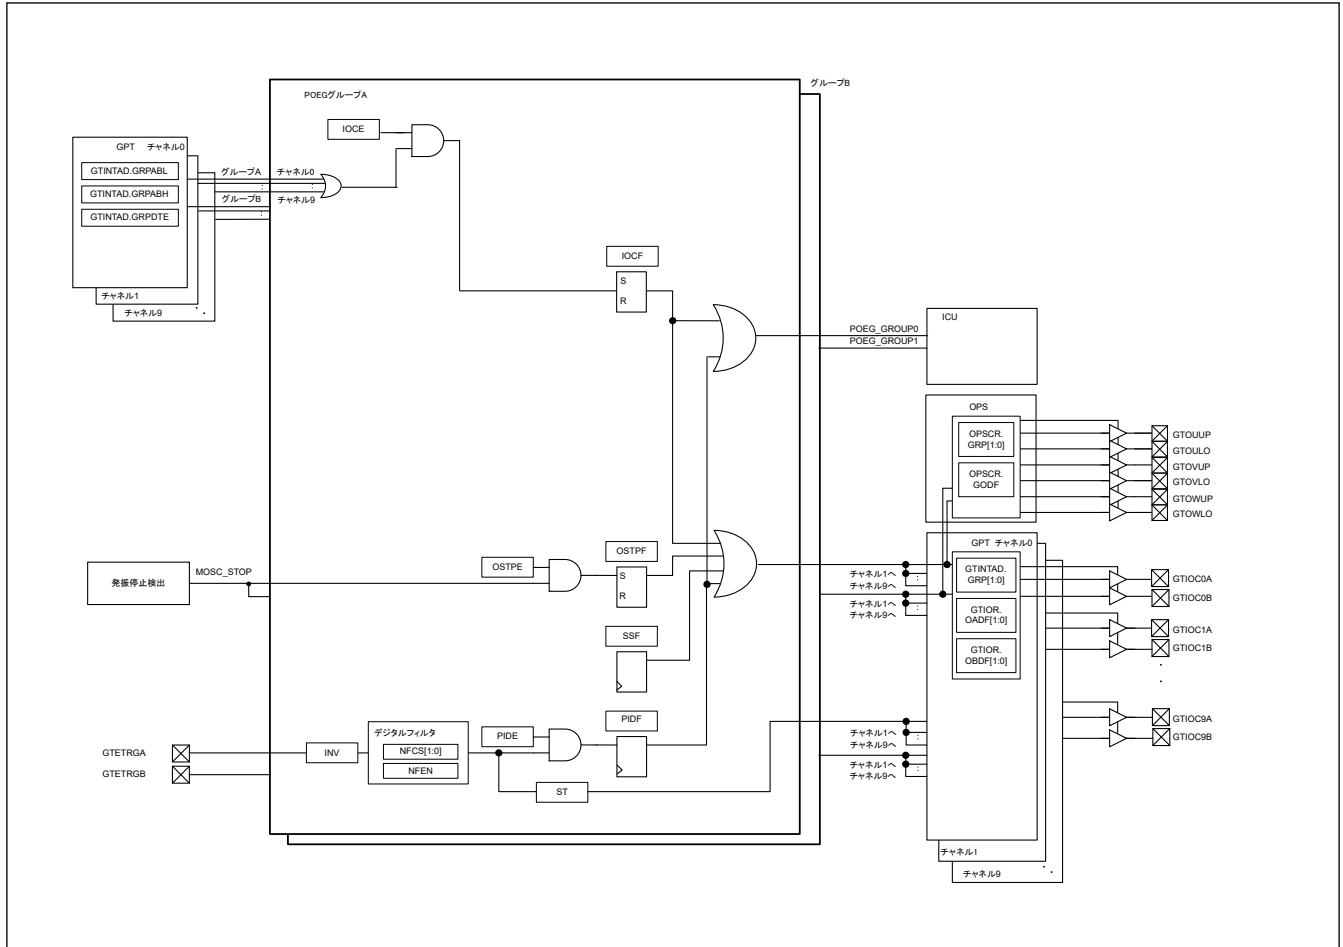 グループB
POEGグループA
IOCE
GPT チャネル0
GTINTAD.GRPABL
GTINTAD.GRPABH
GTINTAD.GRPDTE
チャネル1
チャネル9
グループA
:
グループB
:
チャネル0
:
チャネル9
IOCF
S
R
POEG_GROUP0
POEG_GROUP1
ICU
OPS
OPSCR.
GRP[1:0]
OPSCR.
GODF
GTOUUP
GTOULO
GTOVUP
GTOVLO
GTOWUP
GTOWLO
発振停止検出
MOSC_STOP
OSTPE
OSTPF
S
R
SSF
チャネル1へ
:
チャネル9へ
チャネル1へ
:
チャネル9へ
GPT チャネル0
GTINTAD.
GRP[1:0]
GTIOR.
OADF[1:0]
GTIOR.
OBDF[1:0]
GTIOC0A
GTIOC0B
GTIOC1A
GTIOC1B
GTIOC9A
GTIOC9B
GTETRGA
GTETRGB
INV
デジタルフィルタ
NFCS[1:0]
NFEN
PIDE
PIDF
ST
チャネル1へ
:
チャネル9へ
チャネル1へ
:
チャネル9へ
チャネル1
チャネル9